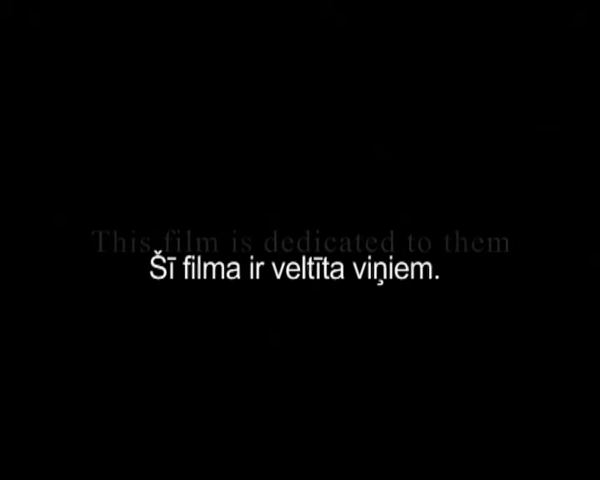 This film is dedicated to them
Šī filma ir veltīta viņiem.